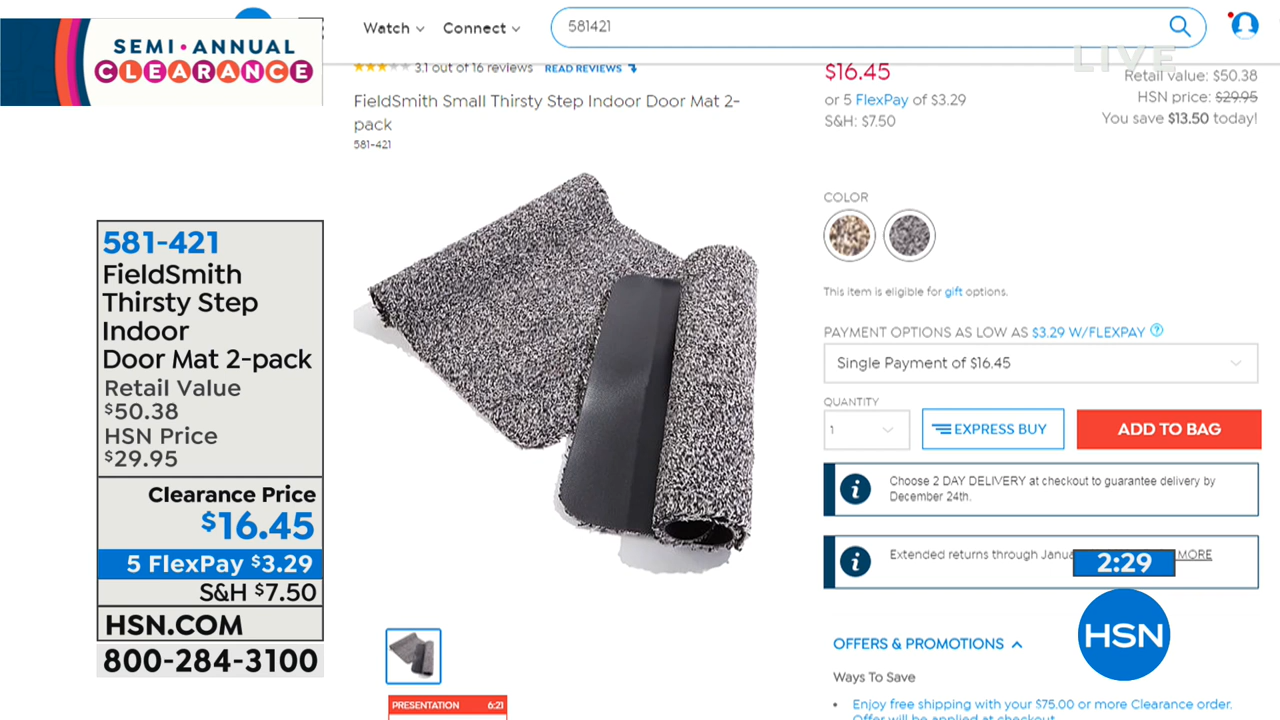 SEMI•ANNUAL
CLEARANCE
Watch
Connect
581421
LIVE
3.1 out of 16 reviews READ REVIEWS
FieldSmith Small Thirsty Step Indoor Door Mat 2-
pack
581-421
$16.45
or 5 FlexPay of $3.29
S&H: $7.50
Retail value: $50.38
HSN price: $29.95
You save $13.50 today!
581-421
FieldSmith
Thirsty Step
Indoor
Door Mat 2-pack
Retail Value
$50.38
HSN Price
$29.95
Clearance Price
$16.45
5 FlexPay $3.29
S&H $7.50
HSN.COM
800-284-3100
COLOR
This item is eligible for gift options.
PAYMENT OPTIONS AS LOW AS $3.29 W/FLEXPAY ?
Single Payment of $16.45
QUANTITY
1
EXPRESS BUY
ADD TO BAG
i
Choose 2 DAY DELIVERY at checkout to guarantee delivery by
December 24th.
i
Extended returns through MORE
2:29
HSN
OFFERS & PROMOTIONS
Ways To Save
• Enjoy free shipping with your $75.00 or more Clearance order.
Offer will be applied at checkout
PRESENTATION 6:21